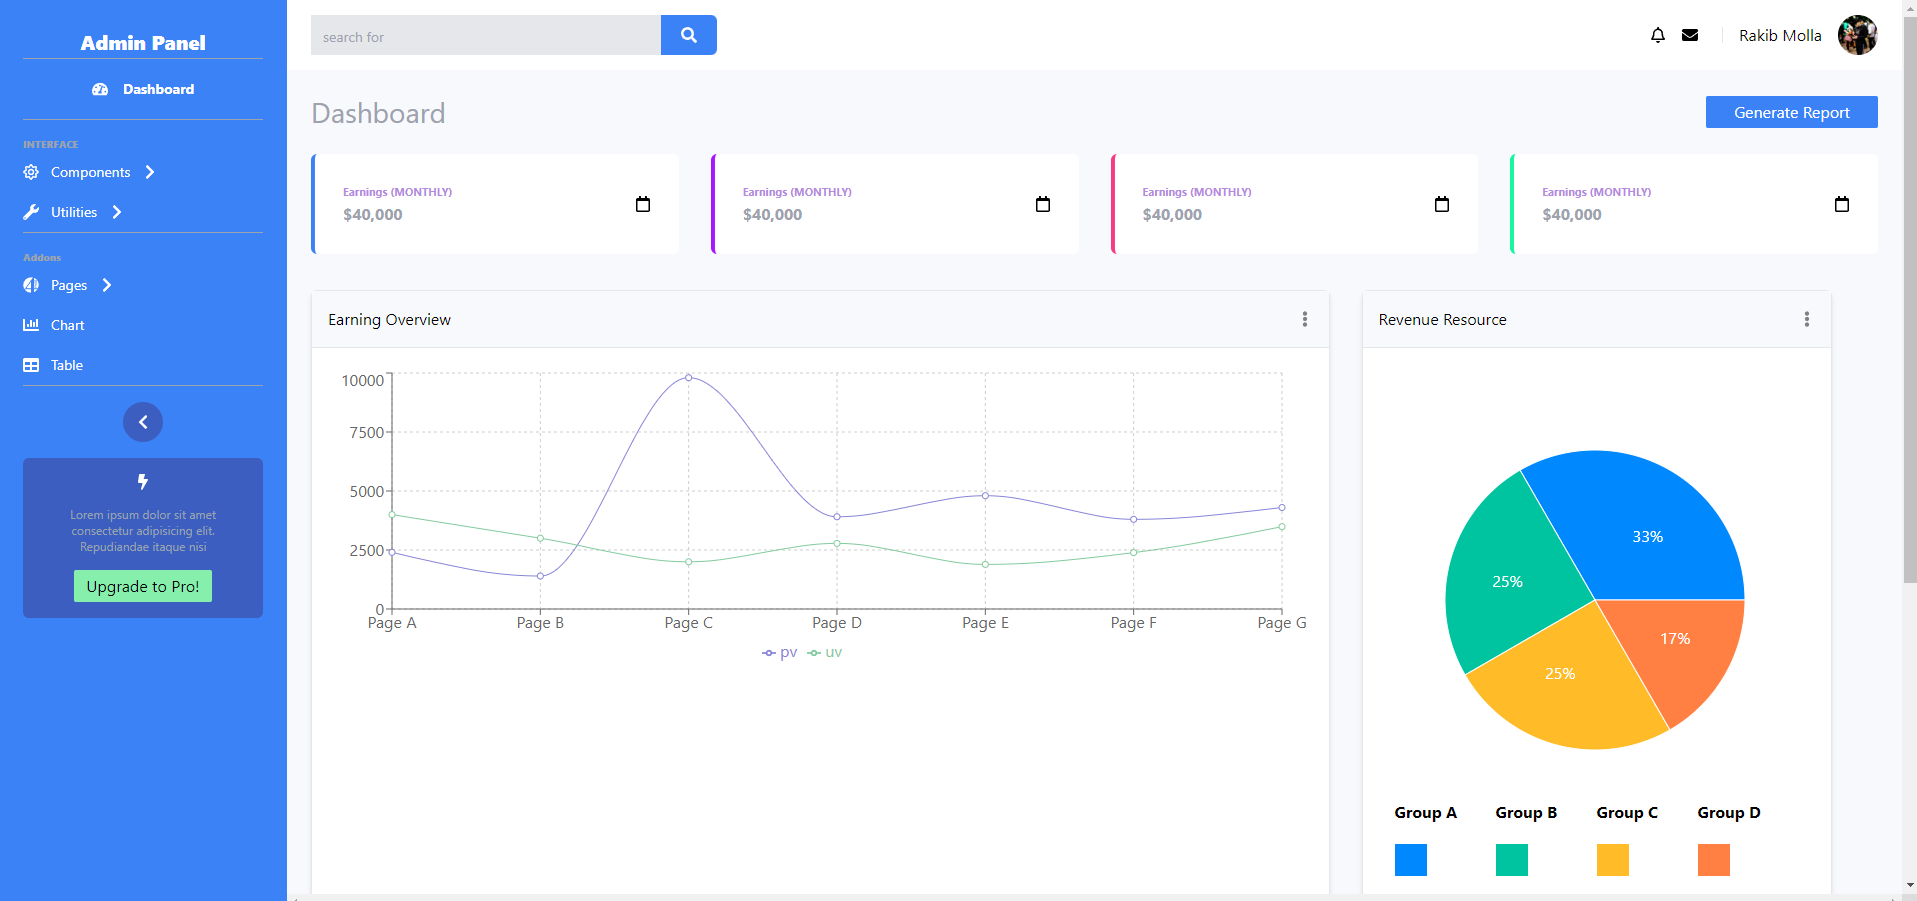 Admin Panel
Dashboard
INTERFACE
Components
Utilities
Addons
Pages
Chart
Table
Lorem ipsum dolor sit amet
consectetur adipisicing elit.
Repudiandae itaque nisi
Upgrade to Pro!
search for
Rakib Molla
Dashboard
Generate Report
Earnings (MONTHLY)
$40,000
Earnings (MONTHLY)
$40,000
Earnings (MONTHLY)
$40,000
Earnings (MONTHLY)
$40,000
Earning Overview
10000
7500
5000
2500
0
Page A Page B Page C Page D Page E Page F Page G
pv uv
Revenue Resource
33%
25%
17%
25%
Group A Group B Group C Group D